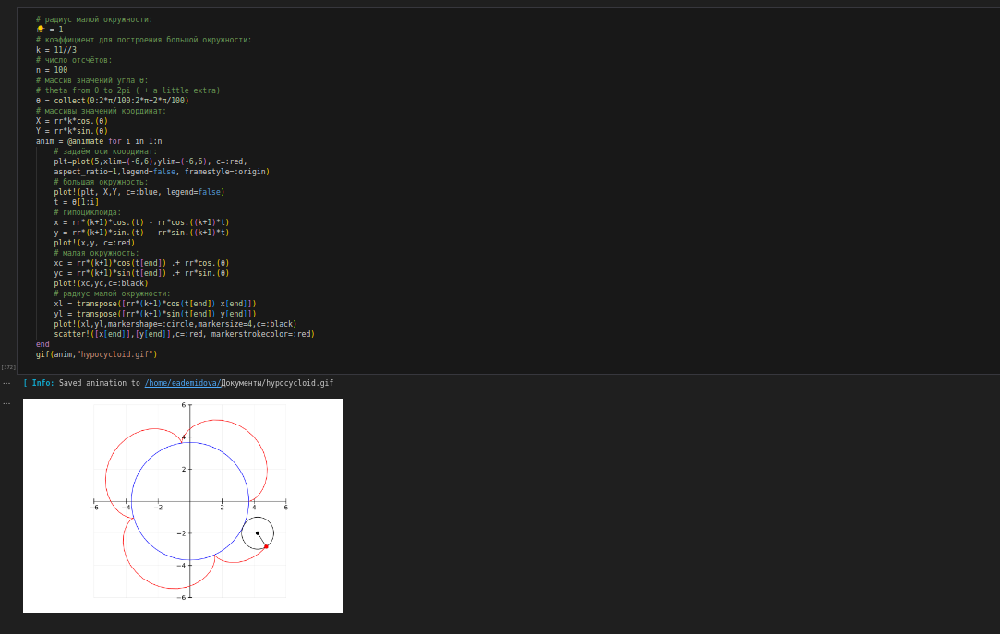 # радиус малой окружности:
= 1
# коэффициент для построения большой окружности:
k = 11//3
# число отсчётов:
n = 100
# массив значений угла θ:
# theta from 0 to 2pi ( + a little extra)
θ = collect(0:2*π/100:2*π+2*π/100)
# массивы значений координат:
X = rr*k*cos.(θ)
Y = rr*k*sin.(θ)
anim = @animate for i in 1:n
# задаём оси координат:
plt=plot(5,xlim=(-6,6),ylim=(-6,6), c=:red,
aspect_ratio=1,legend=false, framestyle=:origin)
# большая окружность:
plot!(plt, X,Y, c=:blue, legend=false)
t = θ[1:i]
# гипоциклоида:
x = rr*(k+1)*cos.(t) - rr*cos.((k+1)*t)
y = rr*(k+1)*sin.(t) - rr*sin.((k+1)*t)
plot!(x,y, c=:red)
# малая окружность:
xc = rr*(k+1)*cos(t[end]) .+ rr*cos.(θ)
yc = rr*(k+1)*sin(t[end]) .+ rr*sin.(θ)
plot!(xc,yc,c=:black)
# радиус малой окружности:
xl = transpose([rr*(k+1)*cos(t[end]) x[end]])
yl = transpose([rr*(k+1)*sin(t[end]) y[end]])
plot!(xl,yl,markershape=:circle,markersize=4,c=:black)
scatter!([x[end]],[y[end]],c=:red, markerstrokecolor=:red)
end
gif(anim,"hypocycloid.gif")
[372]
... [ Info: Saved animation to /home/eademidova/Документы/hypocycloid.gif
...
6
4
2
−6 −4 −2 2 4 6
−2
−4
−6